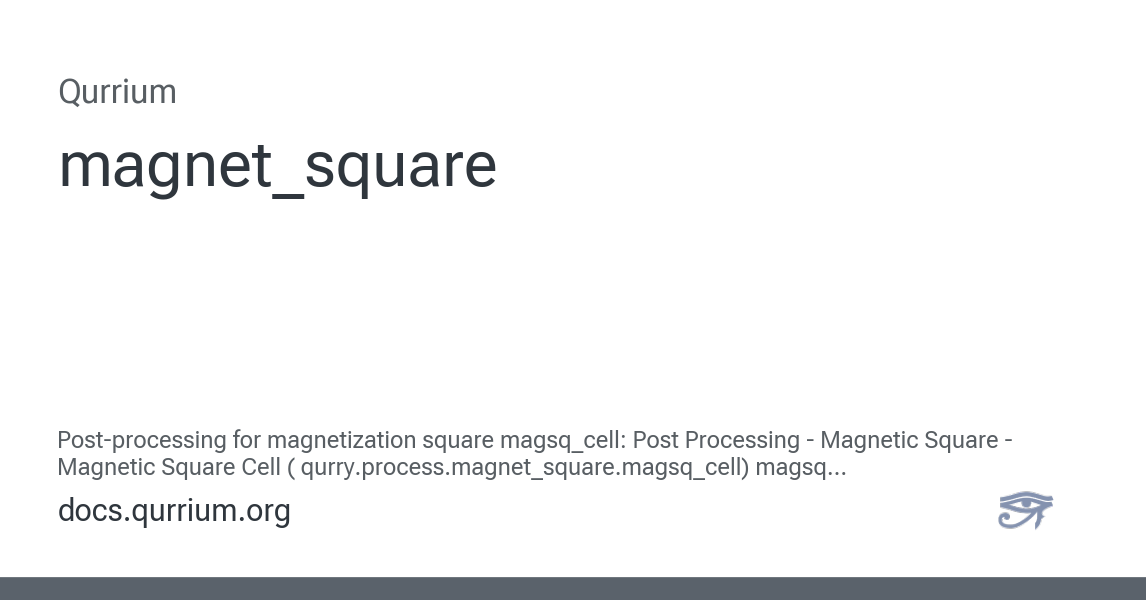 Qurrium
magnet_square
Post-processing for magnetization square magsq_cell: Post Processing - Magnetic Square -
Magnetic Square Cell ( qurry.process.magnet_square.magsq_cell) magsq...
docs.qurrium.org